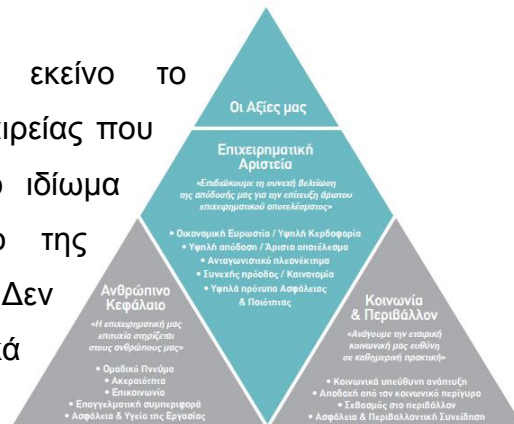 εκείνο το
ιρείας που
ιδίωμα
της
Δεν
κά
Οι Αξίες μας
Επιχειρηματική
Αριστεία
«Επιδιώκουμε τη συνεχή βελτίωση
της απόδοσής μας για την επίτευξη άριστου
επιχειρηματικού αποτελέσματος»
• Οικονομική Ευρωστία / Υψηλή Κερδοφορία
• Υψηλή απόδοση / Άριστο αποτέλεσμα
• Ανταγωνιστικό πλεονέκτημα
• Συνεχής πρόοδος / Καινοτομία
• Υψηλά πρότυπα Ασφάλειας
& Ποιότητας
Ανθρώπινο
Κεφάλαιο
«Η επιχειρηματική μας
επιτυχία στηρίζεται
στους ανθρώπους μας»
• Ομαδικό Πνεύμα
• Ακεραιότητα
• Επικοινωνία
• Επαγγελματική συμπεριφορά
• Ασφάλεια & Υγεία της Εργασίας
Κοινωνία
& Περιβάλλον
«Ανάγουμε την εταιρική
κοινωνική μας ευθύνη
σε καθημερινή πρακτική»
• Κοινωνικά υπεύθυνη ανάπτυξη
• Αποδοχή από τον κοινωνικό περίγυρο
• Σεβασμός στο περιβάλλον
• Ασφάλεια & Περιβαλλοντική Συνείδηση